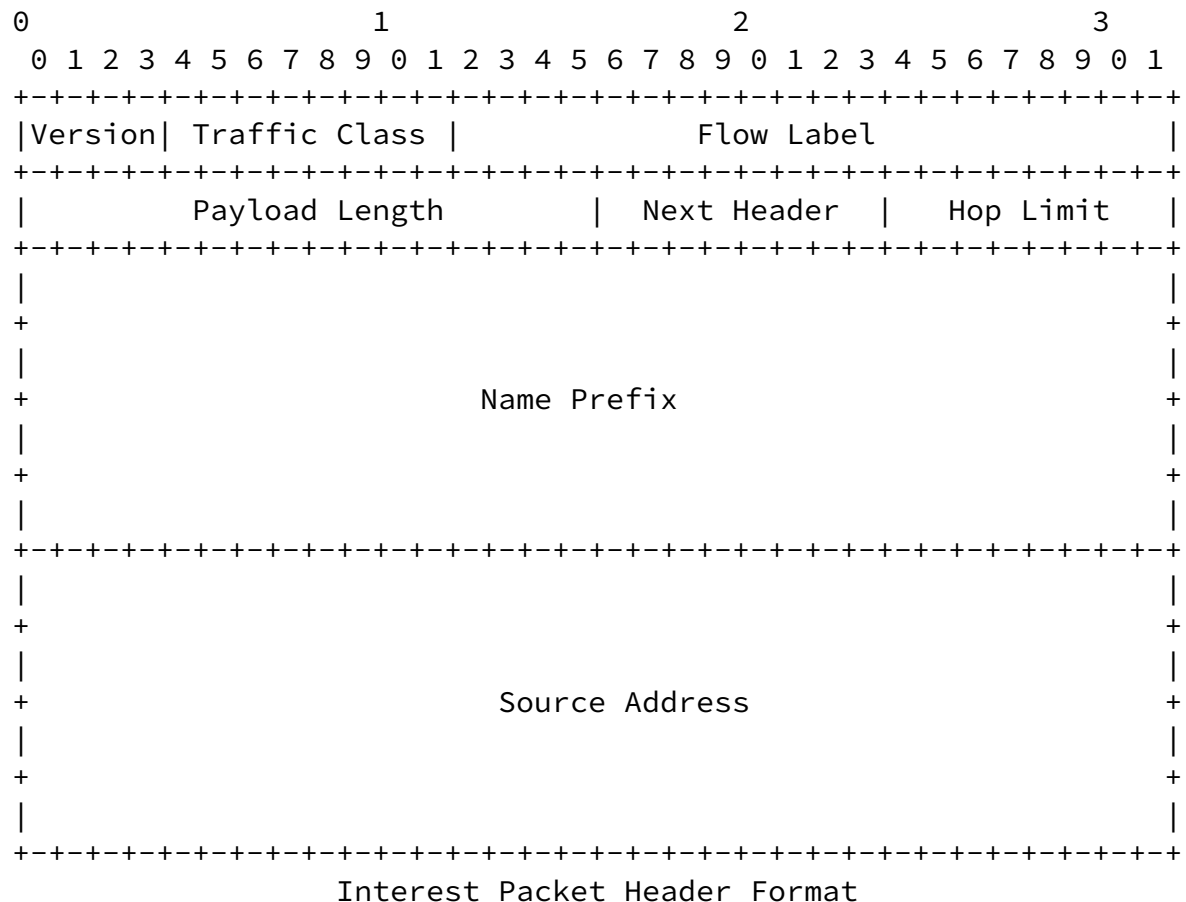 0                   1                   2                   3
 0 1 2 3 4 5 6 7 8 9 0 1 2 3 4 5 6 7 8 9 0 1 2 3 4 5 6 7 8 9 0 1
+-+-+-+-+-+-+-+-+-+-+-+-+-+-+-+-+-+-+-+-+-+-+-+-+-+-+-+-+-+-+-+-+
|Version| Traffic Class |             Flow Label                |
+-+-+-+-+-+-+-+-+-+-+-+-+-+-+-+-+-+-+-+-+-+-+-+-+-+-+-+-+-+-+-+-+
|         Payload Length        |  Next Header  |   Hop Limit   |
+-+-+-+-+-+-+-+-+-+-+-+-+-+-+-+-+-+-+-+-+-+-+-+-+-+-+-+-+-+-+-+-+
|                                                               |
+                                                               +
|                                                               |
+                         Name Prefix                           +
|                                                               |
+                                                               +
|                                                               |
+-+-+-+-+-+-+-+-+-+-+-+-+-+-+-+-+-+-+-+-+-+-+-+-+-+-+-+-+-+-+-+-+
|                                                               |
+                                                               +
|                                                               |
+                          Source Address                       +
|                                                               |
+                                                               +
|                                                               |
+-+-+-+-+-+-+-+-+-+-+-+-+-+-+-+-+-+-+-+-+-+-+-+-+-+-+-+-+-+-+-+-+
                 Interest Packet Header Format